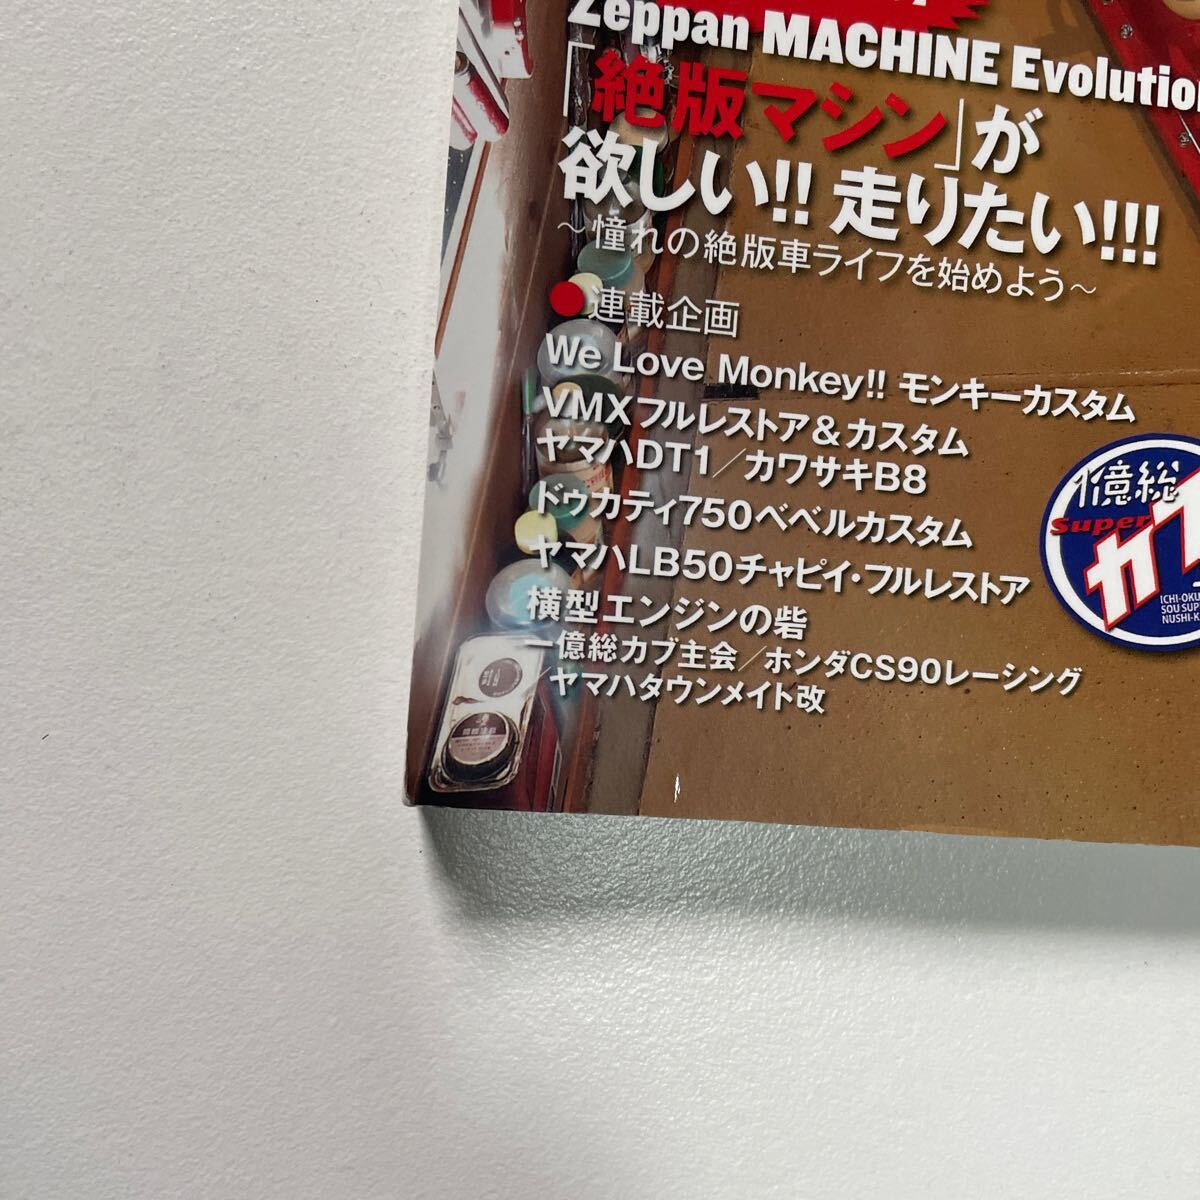 Zeppan MACHINE Evolution
「絶版マシン」が
欲しい!! 走りたい!!!
～憧れの絶版車ライフを始めよう～
●連載企画
We Love Monkey!! モンキーカスタム
VMXフルレストア＆カスタム
ヤマハDT1／カワサキB8
ドゥカティ750ベベルカスタム
ヤマハLB50チャピイ・フルレストア
横型エンジンの砦
一億総カブ主会／ホンダCS90レーシング
／ヤマハタウンメイト改
1億総
Super
カブ
ICHI-OKU
SOU SUP
NUSHI-K